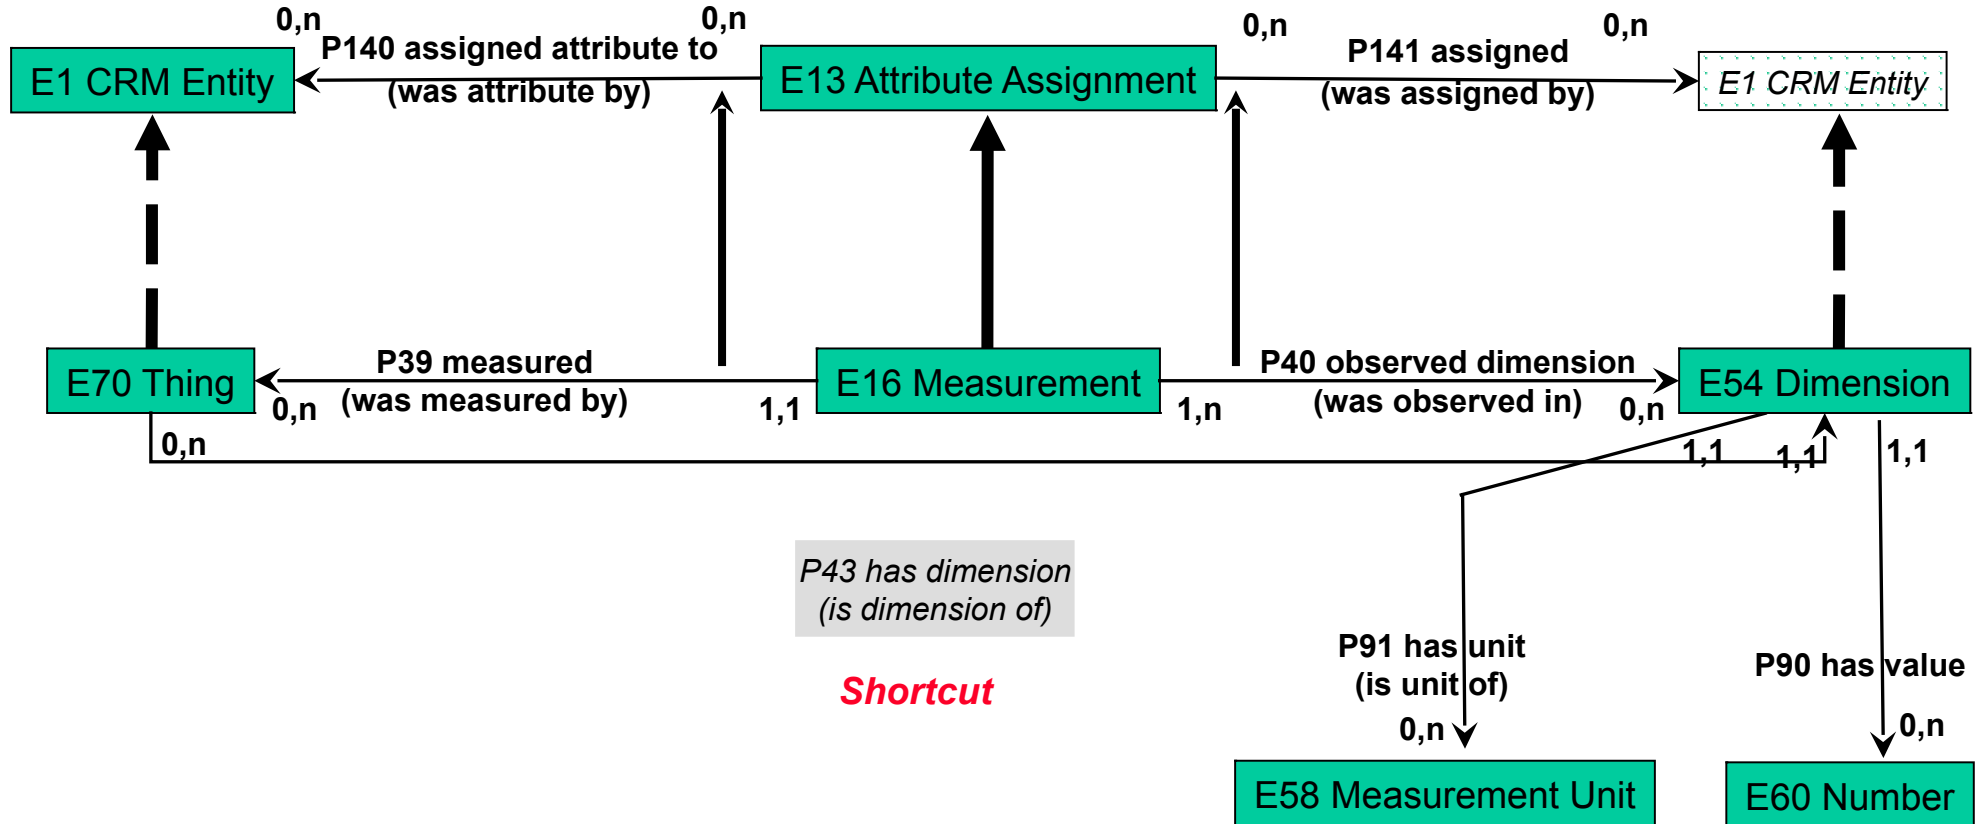 0,n
0,n
0,n
0,n
E1 CRM Entity
P140 assigned attribute to
(was attribute by)
E13 Attribute Assignment
P141 assigned
(was assigned by)
E1 CRM Entity
E70 Thing
P39 measured
(was measured by)
E16 Measurement
P40 observed dimension
(was observed in)
E54 Dimension
0,n
1,1
1,n
0,n
0,n
1,1
1,1
1,1
P43 has dimension
(is dimension of)
Shortcut
P91 has unit
(is unit of)
P90 has value
0,n
0,n
E58 Measurement Unit
E60 Number